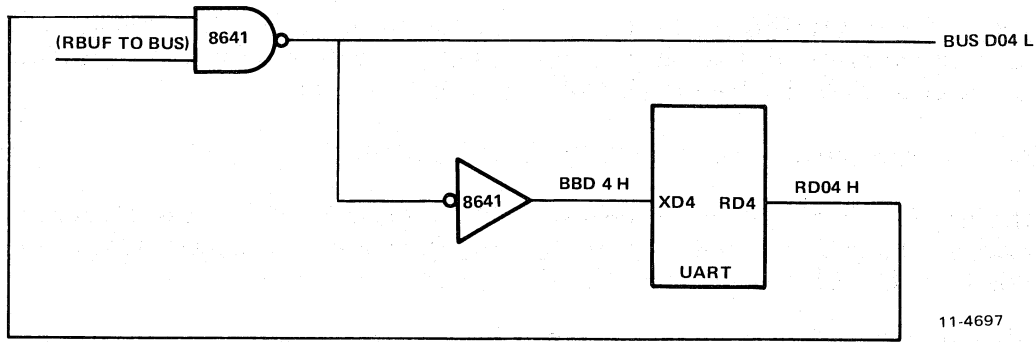 (RBUF TO BUS)
8641
BUS D04 L
8641
BBD 4 H
XD4
RD4
UART
RD04 H
11-4697